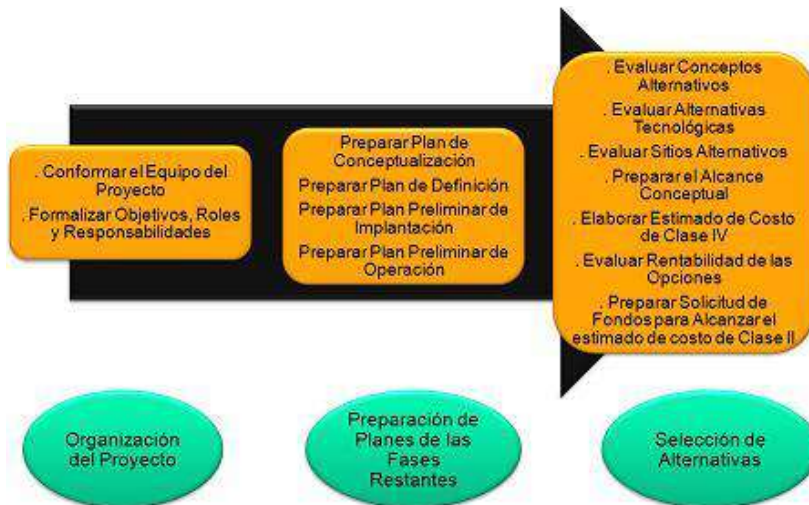 . Conformar el Equipo del
Proyecto
. Formalizar Objetivos, Roles
y Responsabilidades
Preparar Plan de
Conceptualización
Preparar Plan de Definición
Preparar Plan Preliminar de
Implantación
Preparar Plan Preliminar de
Operación
. Evaluar Conceptos
Alternativos
. Evaluar Alternativas
Tecnológicas
. Evaluar Sitios Alternativos
. Preparar el Alcance
Conceptual
. Elaborar Estimado de Costo
de Clase IV
. Evaluar Rentabilidad de las
Opciones
. Preparar Solicitud de
Fondos para Alcanzar el
estimado de costo de Clase II
Organización
del Proyecto
Preparación de
Planes de las
Fases
Restantes
Selección de
Alternativas